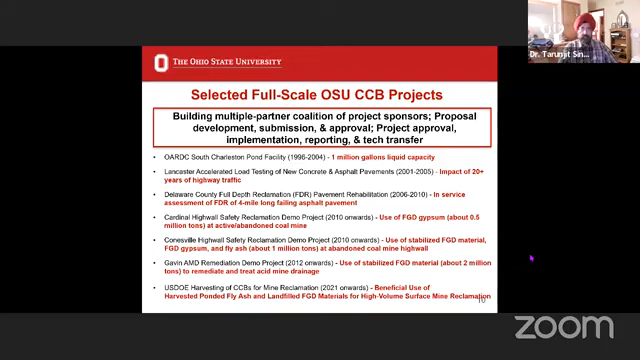 Dr. Tarunjit Sin...
THE OHIO STATE UNIVERSITY
Selected Full-Scale OSU CCB Projects
Building multiple-partner coalition of project sponsors; Proposal
development, submission, & approval; Project approval,
implementation, reporting, & tech transfer
• OARDC South Charleston Pond Facility (1996-2004) - 1 million gallons liquid capacity
• Lancaster Accelerated Load Testing of New Concrete & Asphalt Pavements (2001-2005) - Impact of 20+
years of highway traffic
• Delaware County Full Depth Reclamation (FDR) Pavement Rehabilitation (2006-2010) - In service
assessment of FDR of 4-mile long failing asphalt pavement
• Cardinal Highwall Safety Reclamation Demo Project (2010 onwards) - Use of FGD gypsum (about 0.5
million tons) at active/abandoned coal mine
• Conesville Highwall Safety Reclamation Demo Project (2010 onwards) - Use of stabilized FGD material,
FGD gypsum, and fly ash (about 1 million tons) at abandoned coal mine highwall
• Gavin AMD Remediation Demo Project (2012 onwards) - Use of stabilized FGD material (about 2 million
tons) to remediate and treat acid mine drainage
• USDOE Harvesting of CCBs for Mine Reclamation (2021 onwards) - Beneficial Use of
Harvested Ponded Fly Ash and Landfilled FGD Materials for High-Volume Surface Mine Reclamation
10
zoom